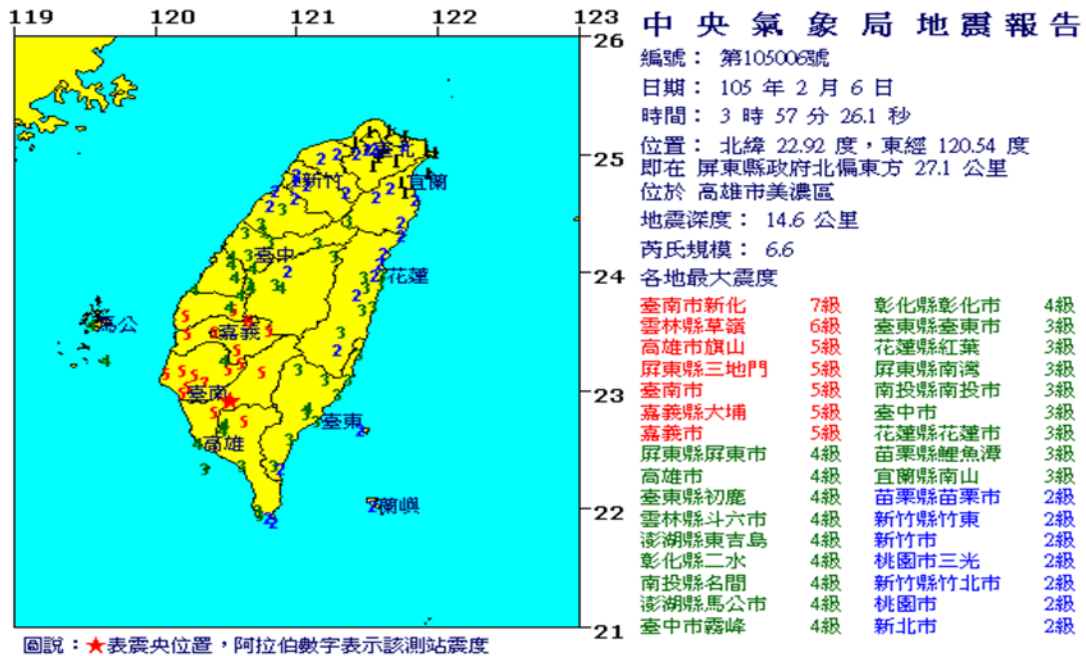 119 120 121 122 123
26
25
24
23
22
21
臺北
新竹
宜蘭
臺中
花蓮
馬公
嘉義
臺南
臺東
高雄
蘭嶼
圖說：★表震央位置，阿拉伯數字表示該測站震度
中央氣象局地震報告
編號： 第105006號
日期： 105 年 2 月 6 日
時間： 3 時 57 分 26.1 秒
位置： 北緯 22.92 度，東經 120.54 度
即在 屏東縣政府北偏東方 27.1 公里
位於 高雄市美濃區
地震深度： 14.6 公里
芮氏規模： 6.6
各地最大震度
臺南市新化 7級 彰化縣彰化市 4級
雲林縣草嶺 6級 臺東縣臺東市 3級
高雄市旗山 5級 花蓮縣紅葉 3級
屏東縣三地門 5級 屏東縣南灣 3級
臺南市 5級 南投縣南投市 3級
嘉義縣大埔 5級 臺中市 3級
嘉義市 5級 花蓮縣花蓮市 3級
屏東縣屏東市 4級 苗栗縣鯉魚潭 3級
高雄市 4級 宜蘭縣南山 3級
臺東縣初鹿 4級 苗栗縣苗栗市 2級
雲林縣斗六市 4級 新竹縣竹東 2級
澎湖縣東吉島 4級 新竹市 2級
彰化縣二水 4級 桃園市三光 2級
南投縣名間 4級 新竹縣竹北市 2級
澎湖縣馬公市 4級 桃園市 2級
臺中市霧峰 4級 新北市 2級